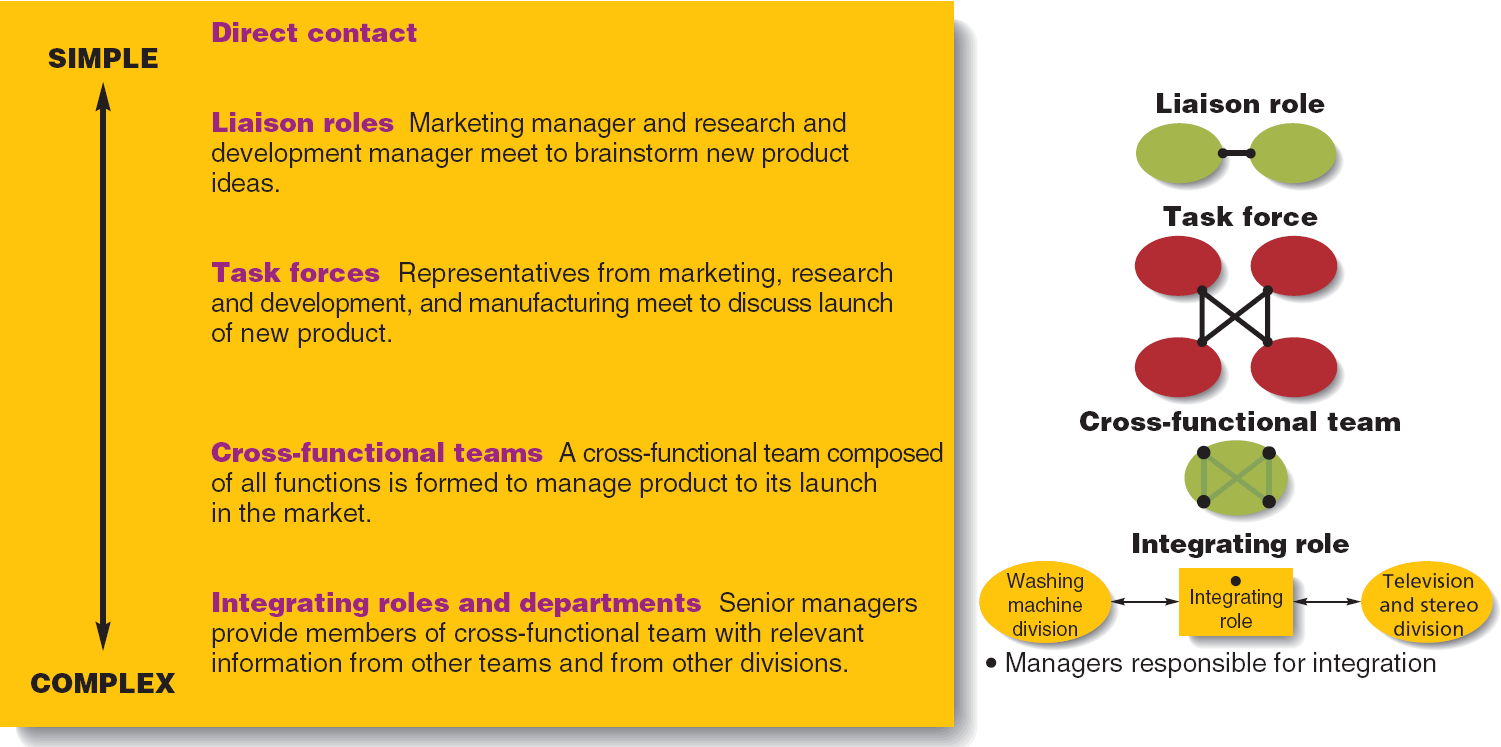 SIMPLE
Direct contact
Liaison roles Marketing manager and research and
development manager meet to brainstorm new product
ideas.
Task forces Representatives from marketing, research
and development, and manufacturing meet to discuss launch
of new product.
Cross-functional teams A cross-functional team composed
of all functions is formed to manage product to its launch
in the market.
Integrating roles and departments Senior managers
provide members of cross-functional team with relevant
information from other teams and from other divisions.
COMPLEX
Liaison role
Task force
Cross-functional team
Integrating role
Washing
machine
division
Integrating
role
Television
and stereo
division
• Managers responsible for integration